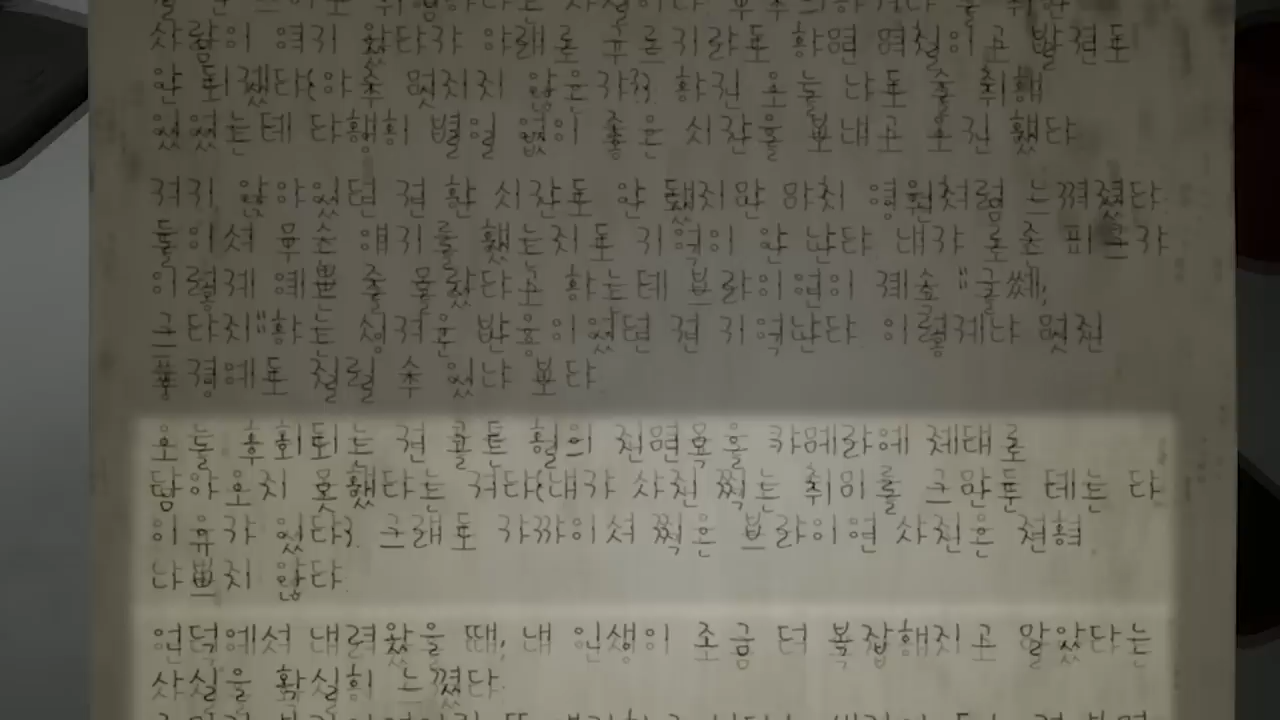 사람이 여기 왔다가 아래로 구르기라도 하면 며칠이고 발견도
안 되겠다(아주 멋지지 않은가?). 하긴 오늘 나도 좀 취해
있었는데 다행히 별일 없이 좋은 시간을 보내고 오긴 했다
거기 앉아있던 건 한 시간도 안 됐지만 마치 영원처럼 느껴졌다
둘이서 무슨 얘기를 했는지도 기억이 안 난다 내가 로즌 피크가
이렇게 예쁜 줄 몰랐다고 하는데 브라이언이 계속 "글쎄,
그다지"하는 싱거운 반응이었던 건 기억난다. 이렇게나 멋진
풍경에도 질릴 수 있나 보다.
오늘 후회되는 건 콜튼 힐의 진면목을 카메라에 제대로
담아오지 못했다는 거다(내가 사진 찍는 취미를 그만둔 데는 다
이유가 있다). 그래도 가까이서 찍은 브라이언 사진은 전혀
나쁘지 않다.
언덕에서 내려왔을 때, 내 인생이 조금 더 복잡해지고 말았다는
사실을 확실히 느꼈다.